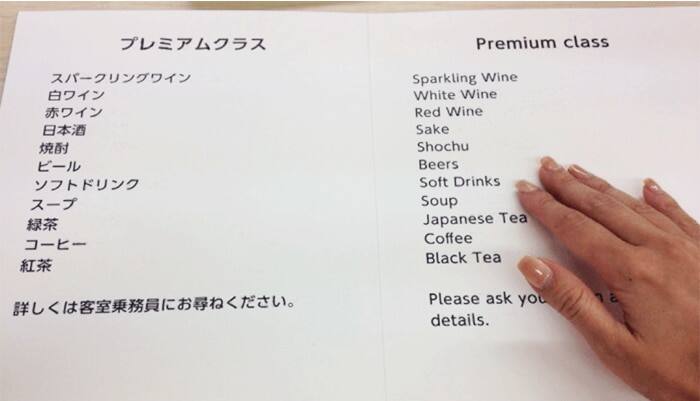 プレミアムクラス
スパークリングワイン
白ワイン
赤ワイン
日本酒
焼酎
ビール
ソフトドリンク
スープ
緑茶
コーヒー
紅茶
詳しくは客室乗務員にお尋ねください。
Premium class
Sparkling Wine
White Wine
Red Wine
Sake
Shochu
Beers
Soft Drinks
Soup
Japanese Tea
Coffee
Black Tea
Please ask
details.